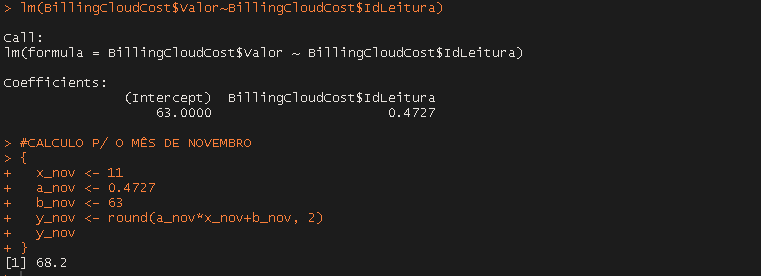 > lm(BillingCloudCost$Valor~BillingCloudCost$IdLeitura)
Call:
lm(formula = BillingCloudCost$Valor ~ BillingCloudCost$IdLeitura)
Coefficients:
(Intercept)  BillingCloudCost$IdLeitura
63.0000  0.4727
> #CALCULO P/ O MÊS DE NOVEMBRO
> {
+   x_nov <- 11
+   a_nov <- 0.4727
+   b_nov <- 63
+   y_nov <- round(a_nov*x_nov+b_nov, 2)
+   y_nov
+ }
[1] 68.2